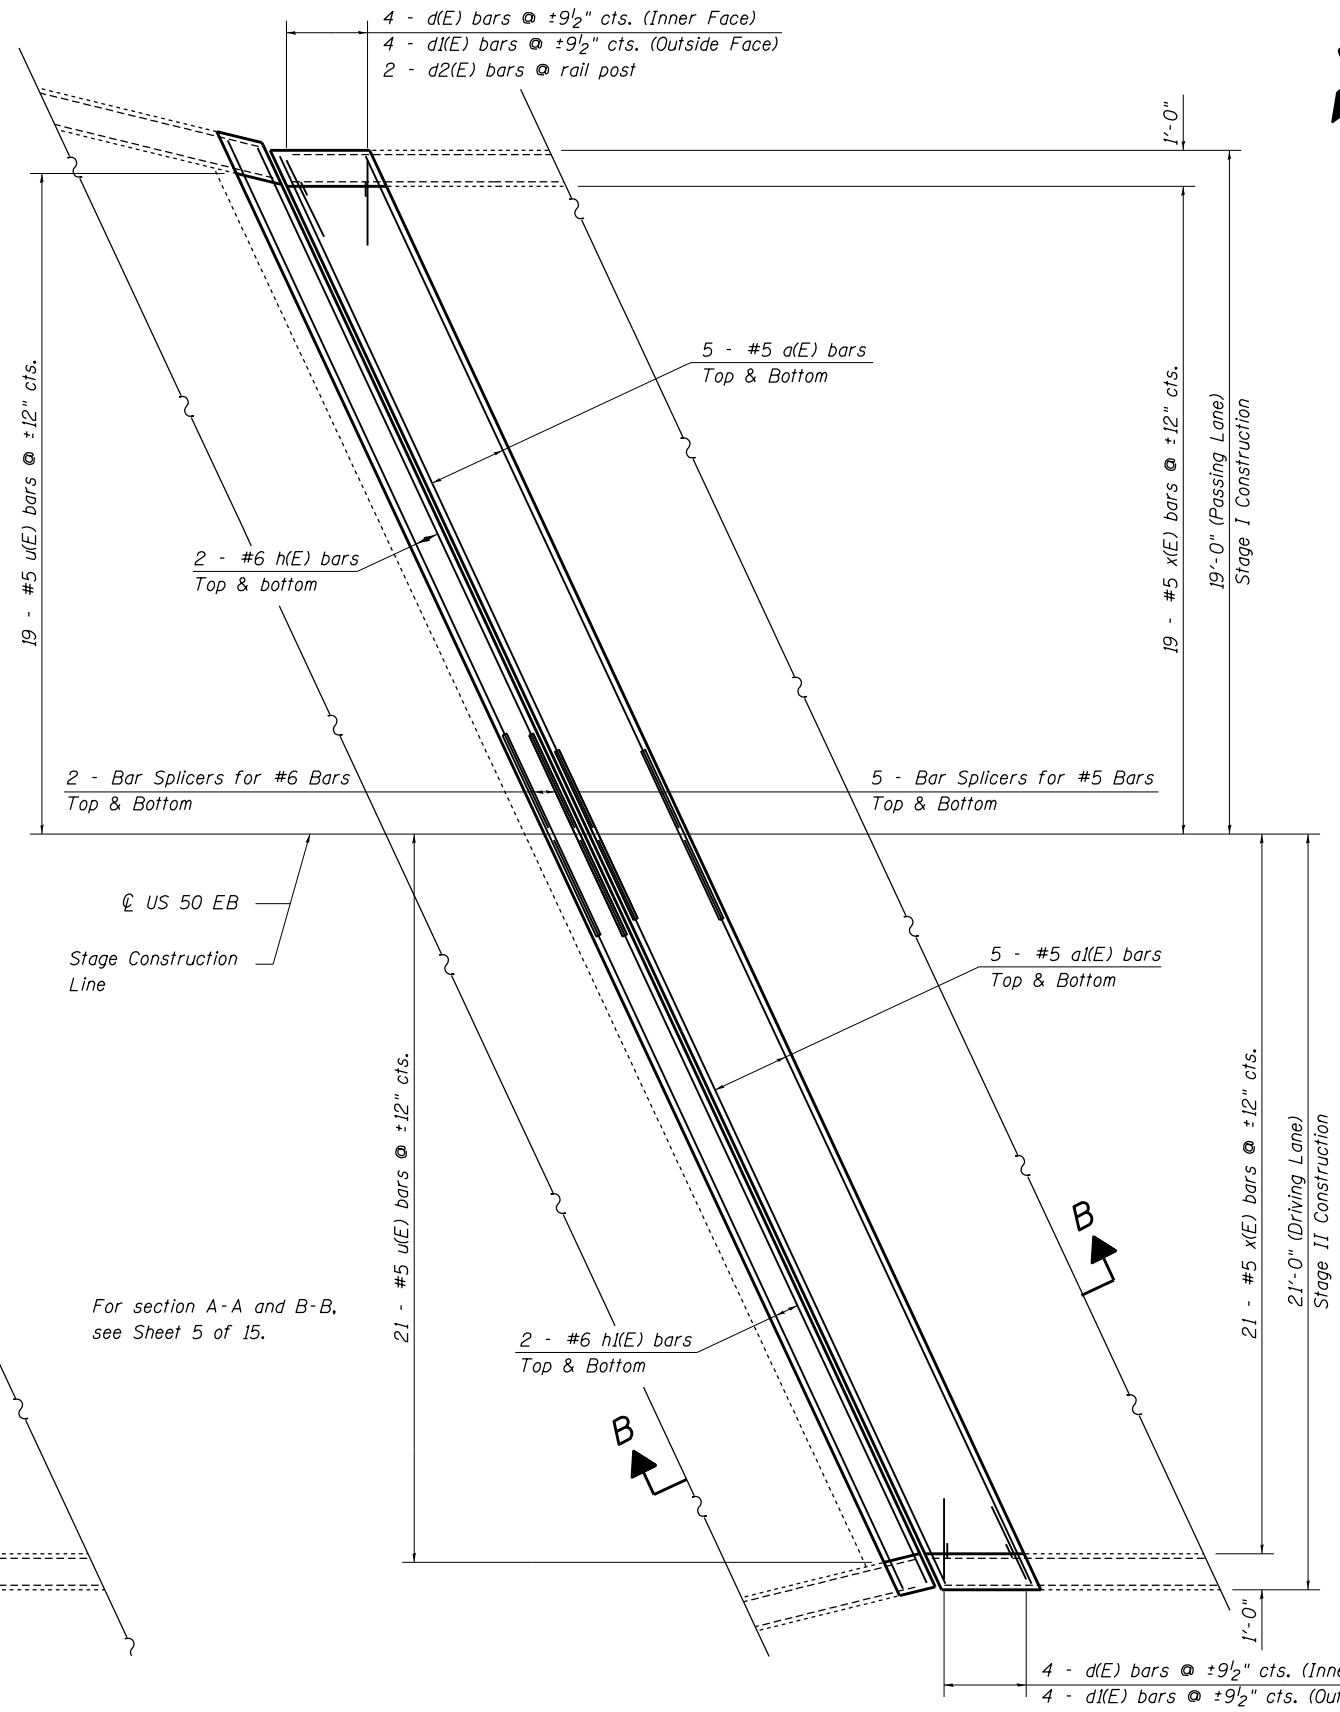 4 - d(E) bars @ ±9½" cts. (Inner Face)
4 - d1(E) bars @ ±9½" cts. (Outside Face)
2 - d2(E) bars @ rail post
1'-0"
5 - #5 a(E) bars
Top & Bottom
19 - #5 u(E) bars @ ±12" cts.
19 - #5 x(E) bars @ ±12" cts.
19'-0" (Passing Lane)
Stage I Construction
2 - #6 h(E) bars
Top & bottom
2 - Bar Splicers for #6 Bars
Top & Bottom
5 - Bar Splicers for #5 Bars
Top & Bottom
℄ US 50 EB
Stage Construction
Line
5 - #5 a1(E) bars
Top & Bottom
21 - #5 u(E) bars @ ±12" cts.
21 - #5 x(E) bars @ ±12" cts.
21'-0" (Driving Lane)
Stage II Construction
B
For section A-A and B-B,
see Sheet 5 of 15.
2 - #6 h1(E) bars
Top & Bottom
B
1'-0"
4 - d(E) bars @ ±9½" cts. (Inne
4 - d1(E) bars @ ±9½" cts. (Out